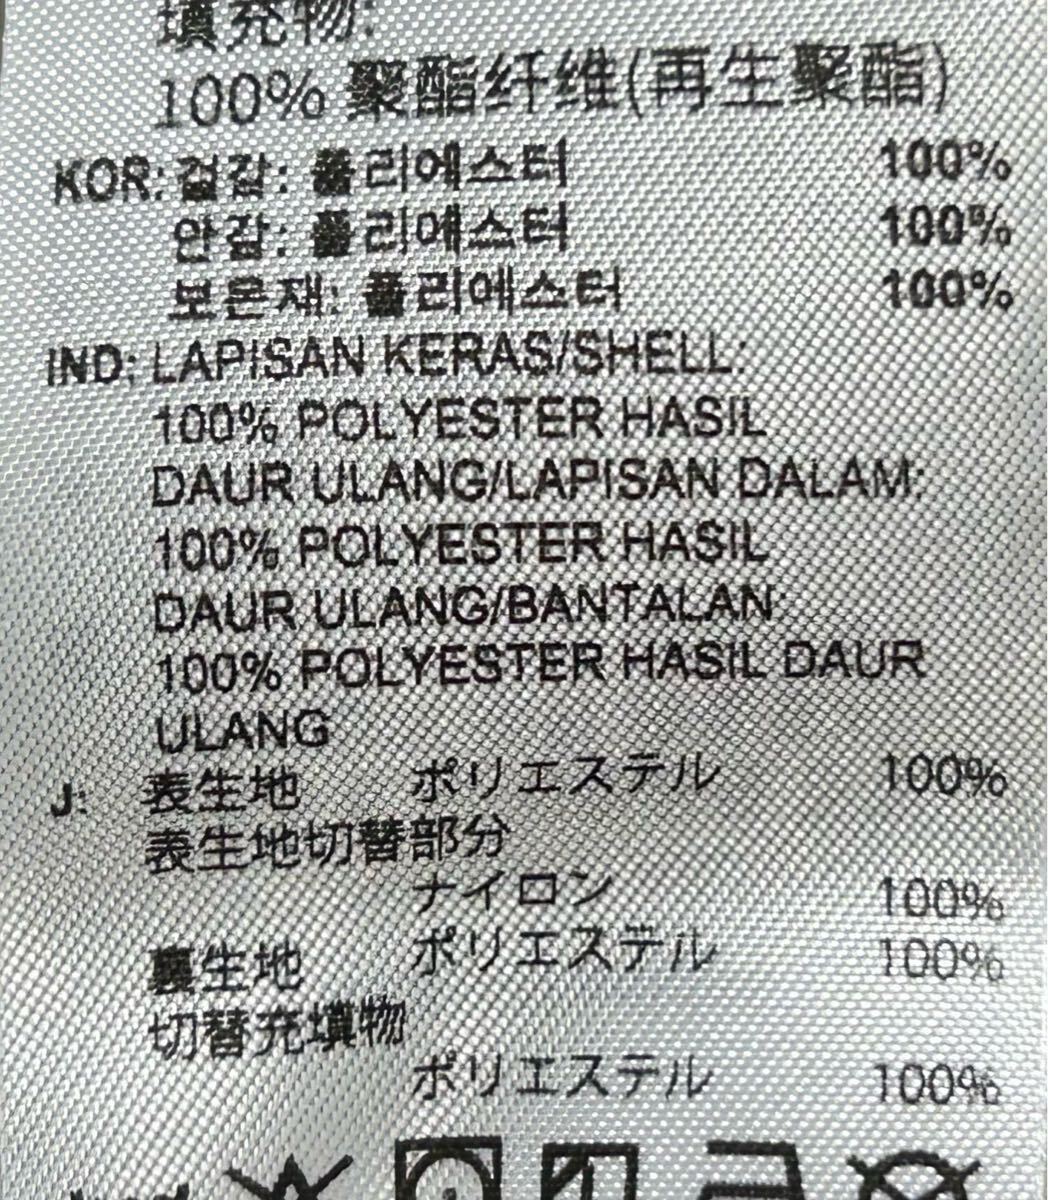 填充物:
100% 聚酯纤维(再生聚酯)
KOR: 겉감: 폴리에스터 100%
안감: 폴리에스터 100%
보온재: 폴리에스터 100%
IND: LAPISAN KERAS/SHELL:
100% POLYESTER HASIL
DAUR ULANG/LAPISAN DALAM:
100% POLYESTER HASIL
DAUR ULANG/BANTALAN
100% POLYESTER HASIL DAUR
ULANG
J: 表生地 ポリエステル 100%
表生地切替部分
ナイロン 100%
裏生地 ポリエステル 100%
切替充填物
ポリエステル 100%